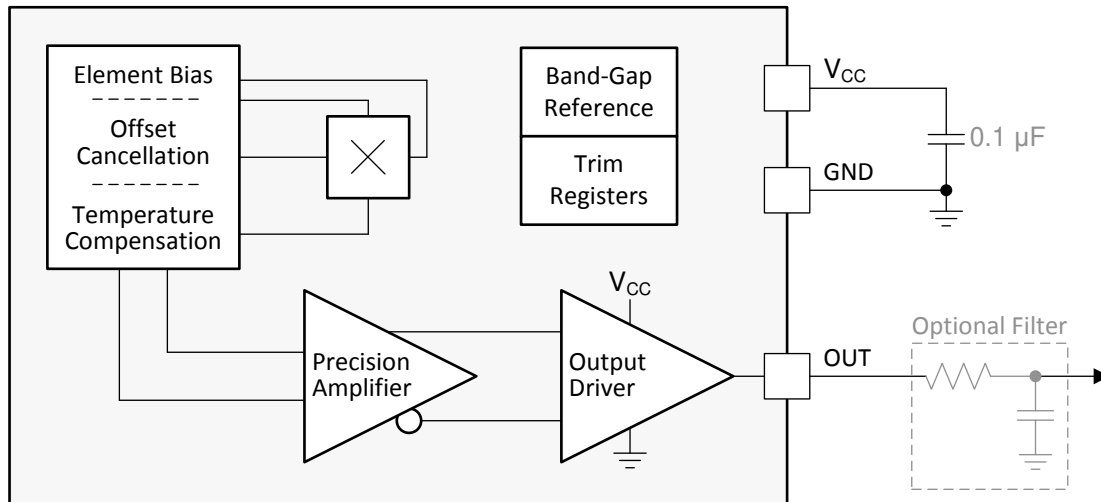 Element Bias
Offset
Cancellation
Temperature
Compensation
Band-Gap
Reference
Trim
Registers
VCC
0.1 µF
GND
VCC
Precision
Amplifier
Output
Driver
OUT
Optional Filter